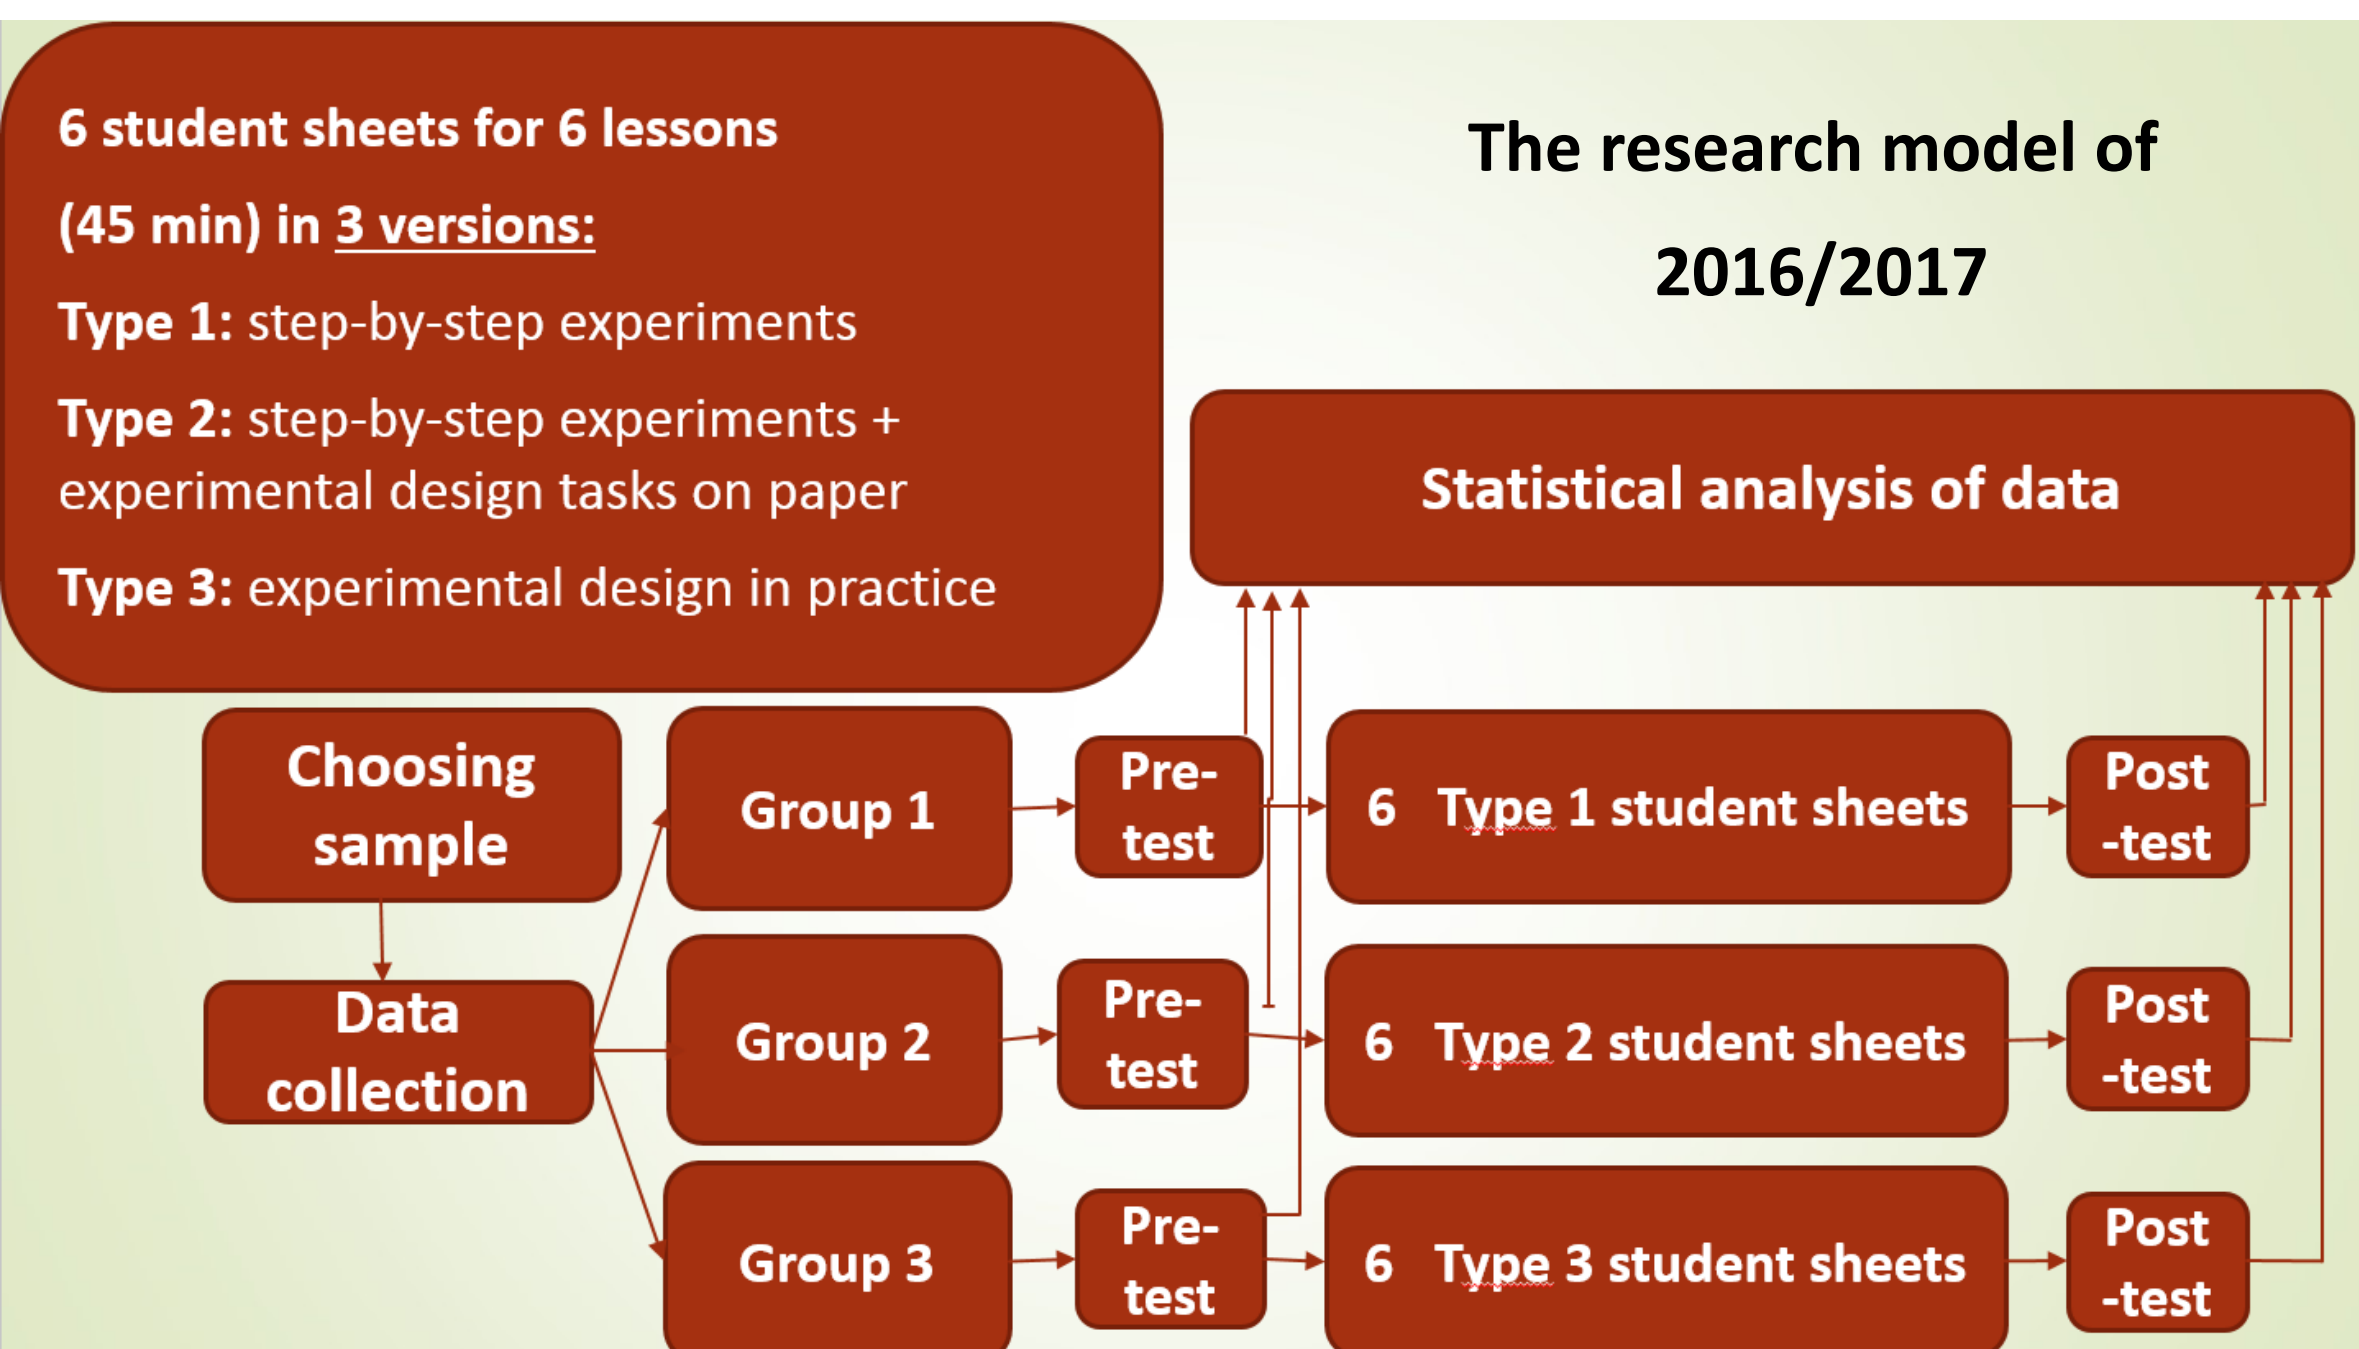 6 student sheets for 6 lessons
(45 min) in 3 versions:
Type 1: step-by-step experiments
Type 2: step-by-step experiments +
experimental design tasks on paper
Type 3: experimental design in practice
The research model of
2016/2017
Statistical analysis of data
Choosing
sample
Data
collection
Group 1
Pre-
test
6 Type 1 student sheets
Post
-test
Group 2
Pre-
test
6 Type 2 student sheets
Post
-test
Group 3
Pre-
test
6 Type 3 student sheets
Post
-test